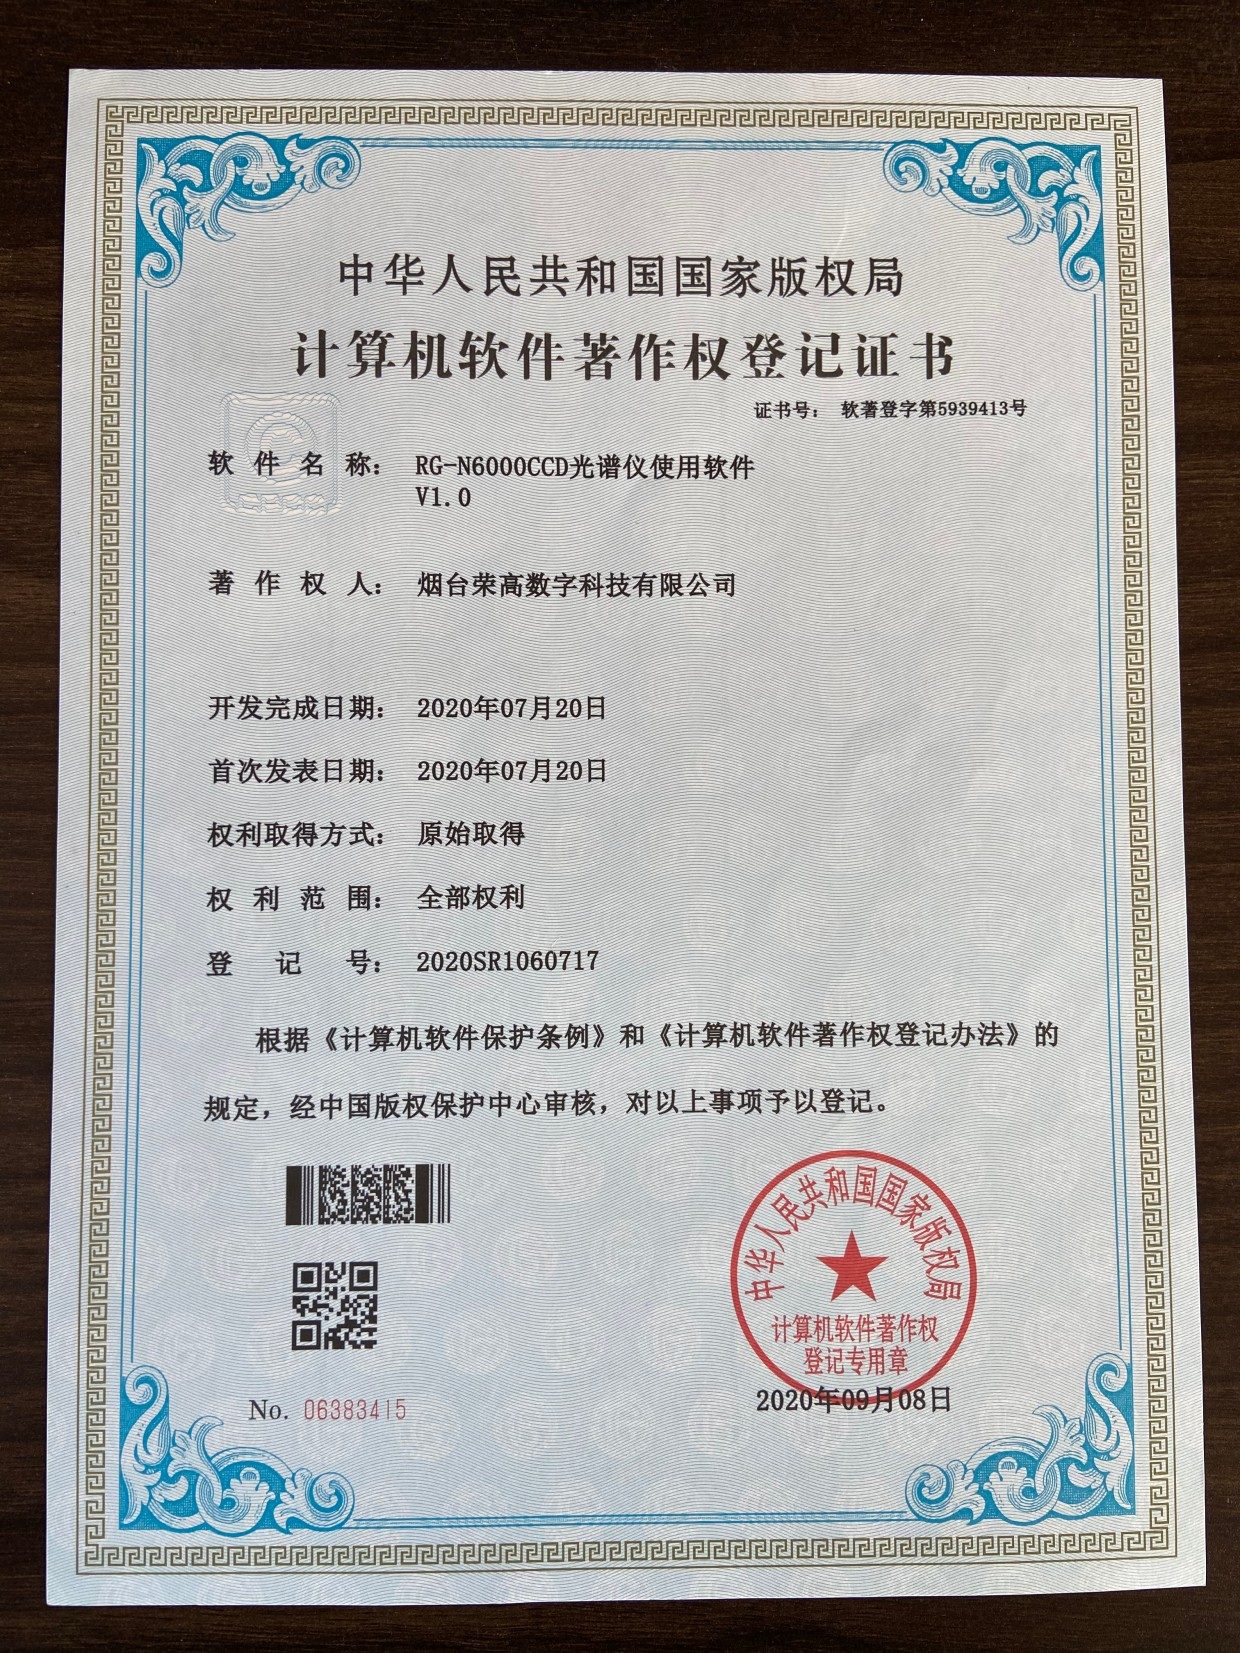 中华人民共和国国家版权局
计算机软件著作权登记证书
证书号： 软著登字第5939413号
软件名称： RG-N6000CCD光谱仪使用软件
V1.0
著作权人： 烟台荣高数字科技有限公司
开发完成日期： 2020年07月20日
首次发表日期： 2020年07月20日
权利取得方式： 原始取得
权利范围： 全部权利
登记号： 2020SR1060717
根据《计算机软件保护条例》和《计算机软件著作权登记办法》的
规定，经中国版权保护中心审核，对以上事项予以登记。
中华人民共和国国家版权局
计算机软件著作权
登记专用章
2020年09月08日
No. 06383415